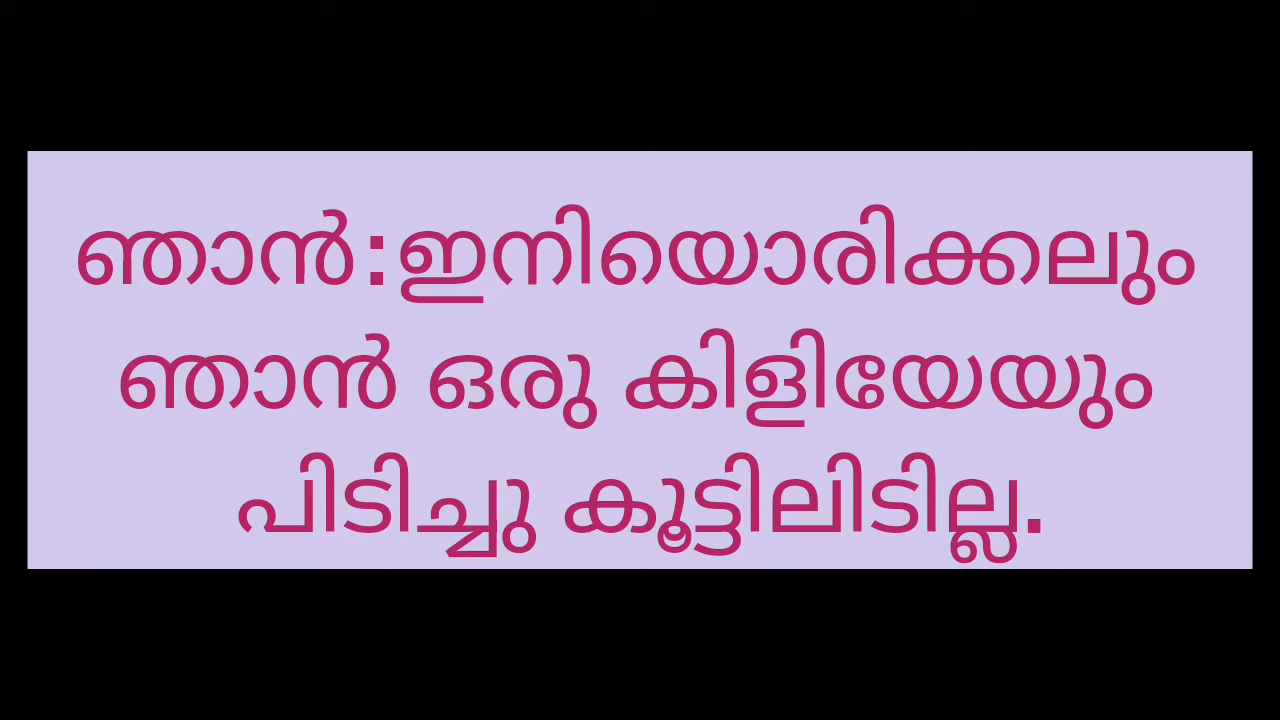 ഞാൻ:ഇനിയൊരിക്കലും
ഞാൻ ഒരു കിളിയേയും
പിടിച്ചു കൂട്ടിലിടില്ല.